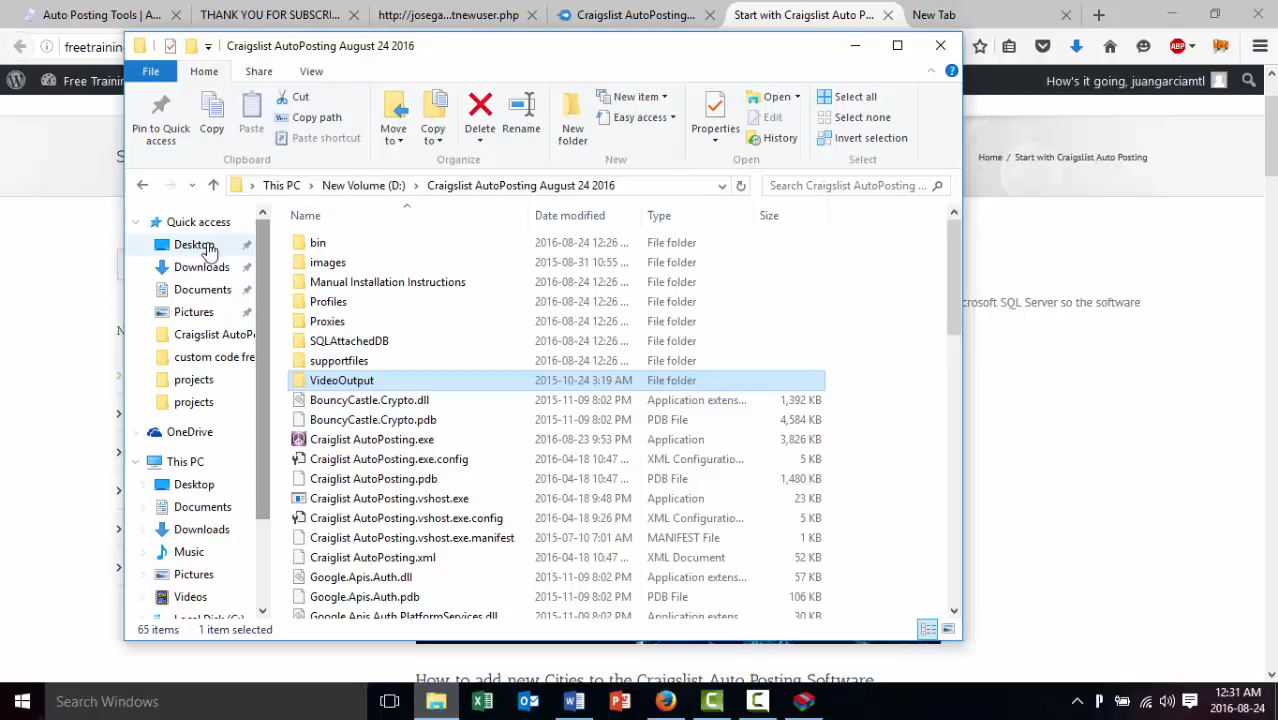 Auto Posting Tools | ...
THANK YOU FOR SUBSCRI...
http://josega...tnewuser.php
Craigslist AutoPosting...
Start with Craigslist Auto P...
New Tab
freetrainin
Free Training
How's it going, juangarciamtl
Craigslist AutoPosting August 24 2016
File
Home
Share
View
Pin to Quick access
Copy
Paste
Cut
Copy path
Paste shortcut
Clipboard
Move to
Copy to
Delete
Rename
Organize
New folder
New item
Easy access
New
Properties
Open
Edit
History
Open
Select all
Select none
Invert selection
Select
Home / Start with Craigslist Auto Posting
This PC > New Volume (D:) > Craigslist AutoPosting August 24 2016
Search Craigslist AutoPosting ...
Name Date modified Type Size
Quick access
Desktop
Downloads
Documents
Pictures
Craigslist AutoPo
custom code fre
projects
projects
OneDrive
This PC
Desktop
Documents
Downloads
Music
Pictures
Videos
Local Disk (C:)
bin 2016-08-24 12:26 ... File folder
images 2015-08-31 10:55 ... File folder
Manual Installation Instructions 2016-08-24 12:26 ... File folder
Profiles 2016-08-24 12:26 ... File folder
Proxies 2016-08-24 12:26 ... File folder
SQLAttachedDB 2016-08-24 12:26 ... File folder
supportfiles 2016-08-24 12:26 ... File folder
VideoOutput 2015-10-24 3:19 AM File folder
BouncyCastle.Crypto.dll 2015-11-09 8:02 PM Application extens... 1,392 KB
BouncyCastle.Crypto.pdb 2015-11-09 8:02 PM PDB File 4,584 KB
Craiglist AutoPosting.exe 2016-08-23 9:53 PM Application 3,826 KB
Craiglist AutoPosting.exe.config 2016-04-18 10:47 ... XML Configuratio... 5 KB
Craiglist AutoPosting.pdb 2016-04-18 10:47 ... PDB File 1,480 KB
Craiglist AutoPosting.vshost.exe 2016-04-18 9:48 PM Application 23 KB
Craiglist AutoPosting.vshost.exe.config 2016-04-18 9:26 PM XML Configuratio... 5 KB
Craiglist AutoPosting.vshost.exe.manifest 2015-07-10 7:01 AM MANIFEST File 1 KB
Craiglist AutoPosting.xml 2016-04-18 10:47 ... XML Document 52 KB
Google.Apis.Auth.dll 2015-11-09 8:02 PM Application extens... 57 KB
Google.Apis.Auth.pdb 2015-11-09 8:02 PM PDB File 106 KB
Google.Apis.Auth.PlatformServices.dll 2015-11-09 8:02 PM Application extens... 30 KB
crosoft SQL Server so the software
65 items 1 item selected
How to add new Cities to the Craigslist Auto Posting Software
Search Windows
12:31 AM
2016-08-24